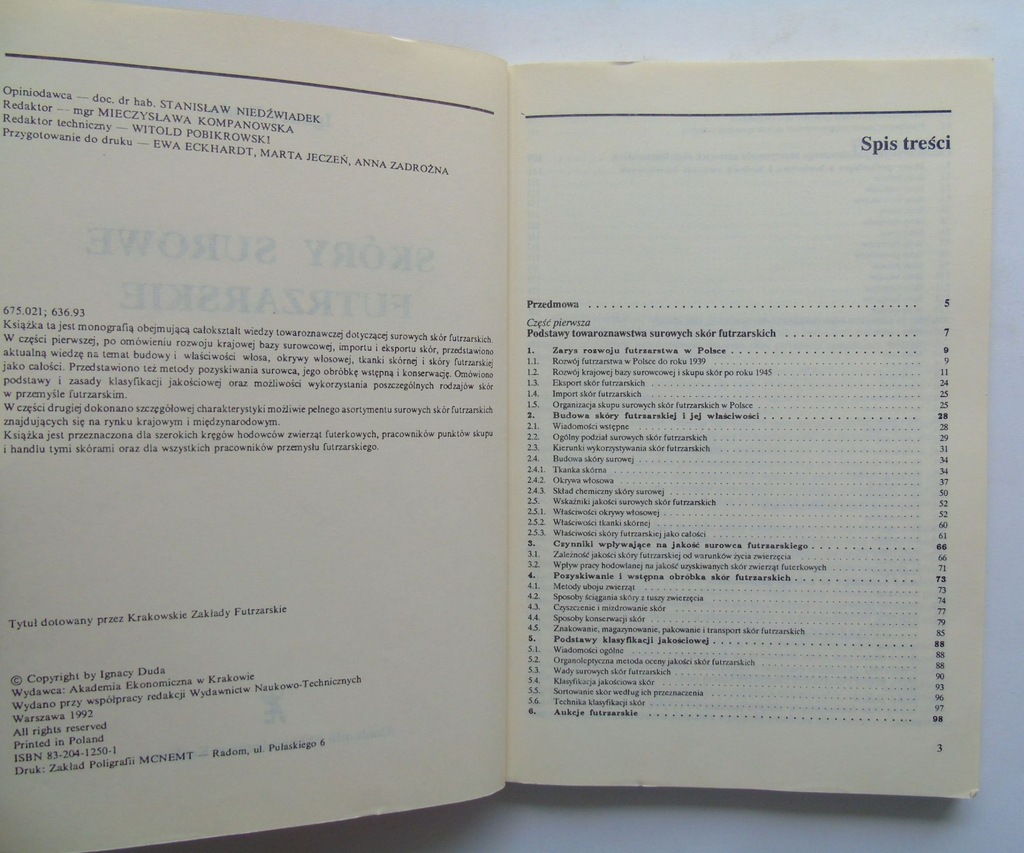 Opiniodawca — doc. dr hab. STANISŁAW NIEDŹWIADEK
Redaktor — mgr MIECZYSŁAWA KOMPANOWSKA
Redaktor techniczny — WITOLD POBIKROWSKI
Przygotowanie do druku — EWA ECKHARDT, MARTA JECZEŃ, ANNA ZADROŻNA
SKÓRY SUROWE
FUTRZARSKIE
675.021; 636.93
Książka ta jest monografią obejmującą całokształt wiedzy towaroznawczej dotyczącej surowych skór futrzarskich.
W części pierwszej, po omówieniu rozwoju krajowej bazy surowcowej, importu i eksportu skór, przedstawiono
aktualną wiedzę na temat budowy i właściwości włosa, okrywy włosowej, tkanki skórnej i skóry futrzarskiej
jako całości. Przedstawiono też metody pozyskiwania surowca, jego obróbkę wstępną i konserwację. Omówiono
podstawy i zasady klasyfikacji jakościowej oraz możliwości wykorzystania poszczególnych rodzajów skór
w przemyśle futrzarskim.
W części drugiej dokonano szczegółowej charakterystyki możliwie pełnego asortymentu surowych skór futrzarskich
znajdujących się na rynku krajowym i międzynarodowym.
Książka jest przeznaczona dla szerokich kręgów hodowców zwierząt futerkowych, pracowników punktów skupu
i handlu tymi skórami oraz dla wszystkich pracowników przemysłu futrzarskiego.
Tytuł dotowany przez Krakowskie Zakłady Futrzarskie
© Copyright by Ignacy Duda
Wydawca: Akademia Ekonomiczna w Krakowie
Wydano przy współpracy redakcji Wydawnictw Naukowo-Technicznych
Warszawa 1992
All rights reserved
Printed in Poland
ISBN 83-204-1250-1
Druk: Zakład Poligrafii MCNEMT — Radom, ul. Pułaskiego 6
Spis treści
Przedmowa . . . . . 5
Część pierwsza
Podstawy towaroznawstwa surowych skór futrzarskich . . . . . 7
1. Zarys rozwoju futrzarstwa w Polsce . . . . . 9
1.1. Rozwój futrzarstwa w Polsce do roku 1939 . . . . . 9
1.2. Rozwój krajowej bazy surowcowej i skupu skór po roku 1945 . . . . . 11
1.3. Eksport skór futrzarskich . . . . . 24
1.4. Import skór futrzarskich . . . . . 25
1.5. Organizacja skupu surowych skór futrzarskich w Polsce . . . . . 25
2. Budowa skóry futrzarskiej i jej właściwości . . . . . 28
2.1. Wiadomości wstępne . . . . . 28
2.2. Ogólny podział surowych skór futrzarskich . . . . . 29
2.3. Kierunki wykorzystywania skór futrzarskich . . . . . 31
2.4. Budowa skóry surowej . . . . . 34
2.4.1. Tkanka skórna . . . . . 34
2.4.2. Okrywa włosowa . . . . . 37
2.4.3. Skład chemiczny skóry surowej . . . . . 50
2.5. Wskaźniki jakości surowych skór futrzarskich . . . . . 52
2.5.1. Właściwości okrywy włosowej . . . . . 52
2.5.2. Właściwości tkanki skórnej . . . . . 60
2.5.3. Właściwości skóry futrzarskiej jako całości . . . . . 61
3. Czynniki wpływające na jakość surowca futrzarskiego . . . . . 66
3.1. Zależność jakości skóry futrzarskiej od warunków życia zwierzęcia . . . . . 66
3.2. Wpływ pracy hodowlanej na jakość uzyskiwanych skór zwierząt futerkowych . . . . . 71
4. Pozyskiwanie i wstępna obróbka skór futrzarskich . . . . . 73
4.1. Metody uboju zwierząt . . . . . 73
4.2. Sposoby ściągania skóry z tuszy zwierzęcia . . . . . 74
4.3. Czyszczenie i mizdrowanie skór . . . . . 77
4.4. Sposoby konserwacji skór . . . . . 79
4.5. Znakowanie, magazynowanie, pakowanie i transport skór futrzarskich . . . . . 85
5. Podstawy klasyfikacji jakościowej . . . . . 88
5.1. Wiadomości ogólne . . . . . 88
5.2. Organoleptyczna metoda oceny jakości skór futrzarskich . . . . . 88
5.3. Wady surowych skór futrzarskich . . . . . 90
5.4. Klasyfikacja jakościowa skór . . . . . 93
5.5. Sortowanie skór według ich przeznaczenia . . . . . 96
5.6. Technika klasyfikacji skór . . . . . 97
6. Aukcje futrzarskie . . . . . 98
3